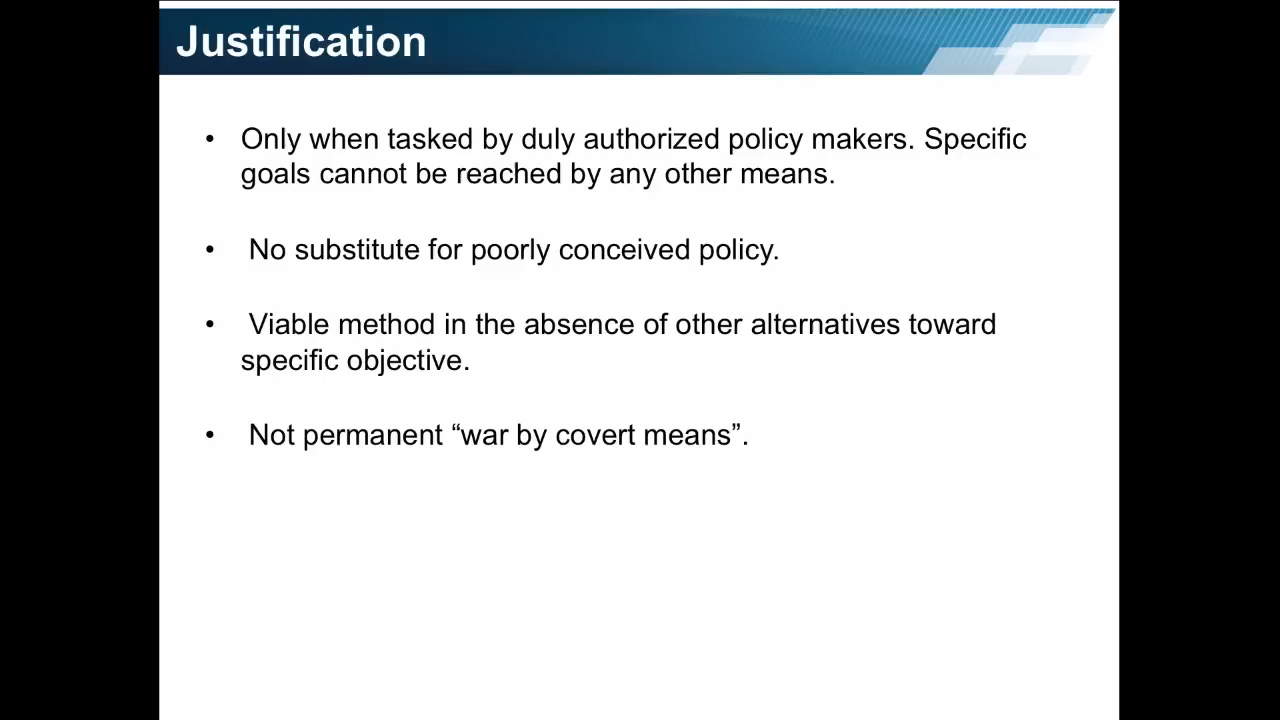 Justification
• Only when tasked by duly authorized policy makers. Specific
goals cannot be reached by any other means.
• No substitute for poorly conceived policy.
• Viable method in the absence of other alternatives toward
specific objective.
• Not permanent “war by covert means”.